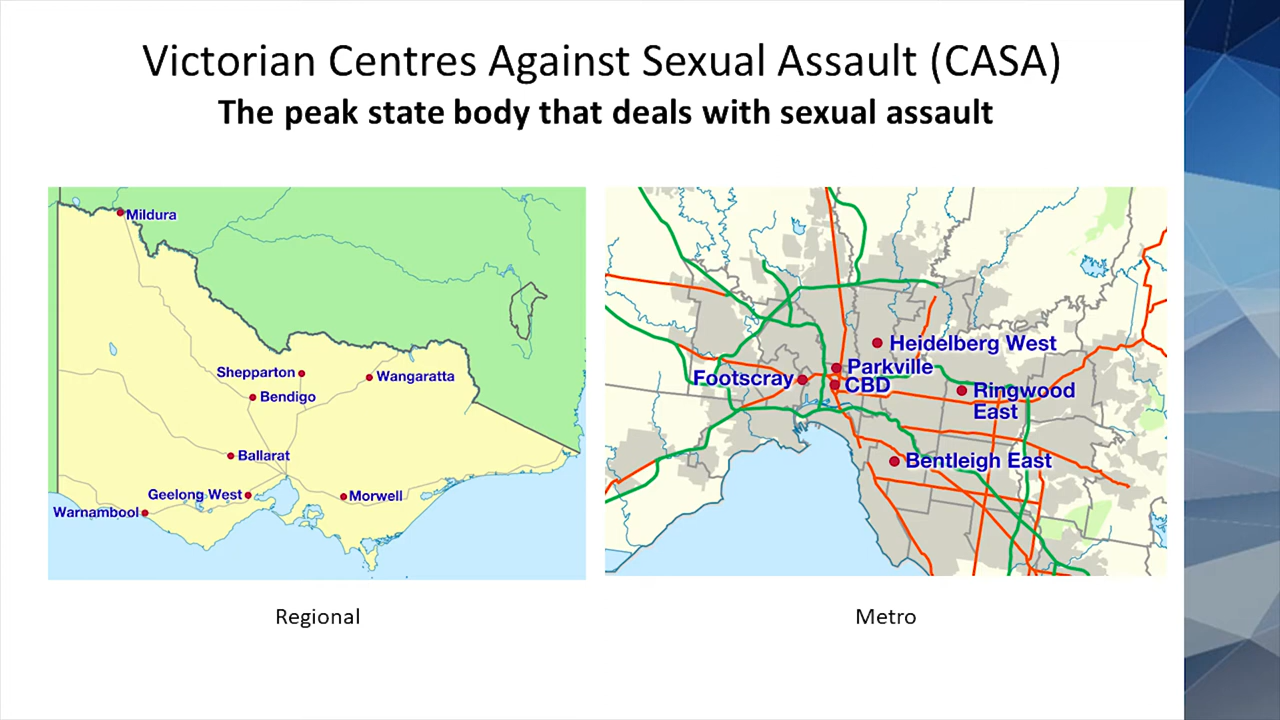 Victorian Centres Against Sexual Assault (CASA)
The peak state body that deals with sexual assault
Mildura
Shepparton
Wangaratta
Bendigo
Ballarat
Geelong West
Morwell
Warnambool
Heidelberg West
Parkville
Footscray
CBD
Ringwood
East
Bentleigh East
Regional
Metro